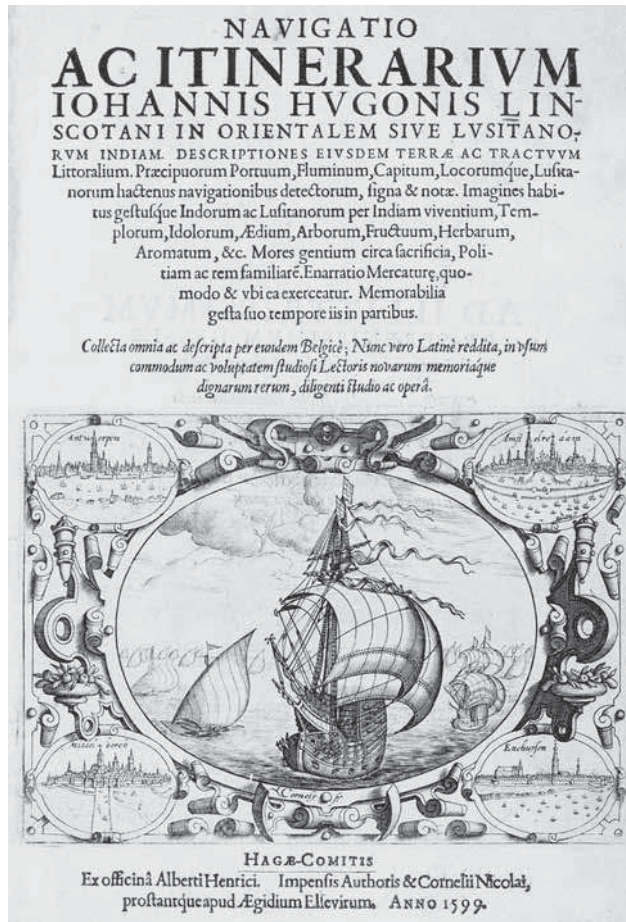 NAVIGATIO
AC ITINERARIVM
IOHANNIS HVGONIS LIN-
SCOTANI IN ORIENTALEM SIVE LVSITANO-
RVM INDIAM. DESCRIPTIONES EIVSDEM TERRÆ AC TRACTVVM
Littoralium. Præcipuorum Portuum, Fluminum, Capitum, Locorumque, Lusita-
norum hactenus navigationibus detectorum, signa & notæ. Imagines habi-
tus gestusque Indorum ac Lusitanorum per Indiam viventium, Tem-
plorum, Idolorum, Ædium, Arborum, Fructuum, Herbarum,
Aromatum, &c. Mores gentium circa sacrificia, Poli-
tiam ac rem familiarẽ. Enarratio Mercaturę, quo-
modo & vbi ea exerceatur. Memorabilia
gesta suo tempore iis in partibus.
Collecta omnia ac descripta per eundem Belgicè; Nunc vero Latinè reddita, in vsum
commodum ac voluptatem studiosi Lectoris novarum memoriaque
dignarum rerum, diligenti studio ac operâ.
Antwerpen
Amstelredam
Middelborch
Enchuysen
HAGÆ-COMITIS
Ex officinâ Alberti Henrici. Impensis Authoris & Cornelii Nicolai,
prostantque apud Ægidium Elsevirum. ANNO 1599.